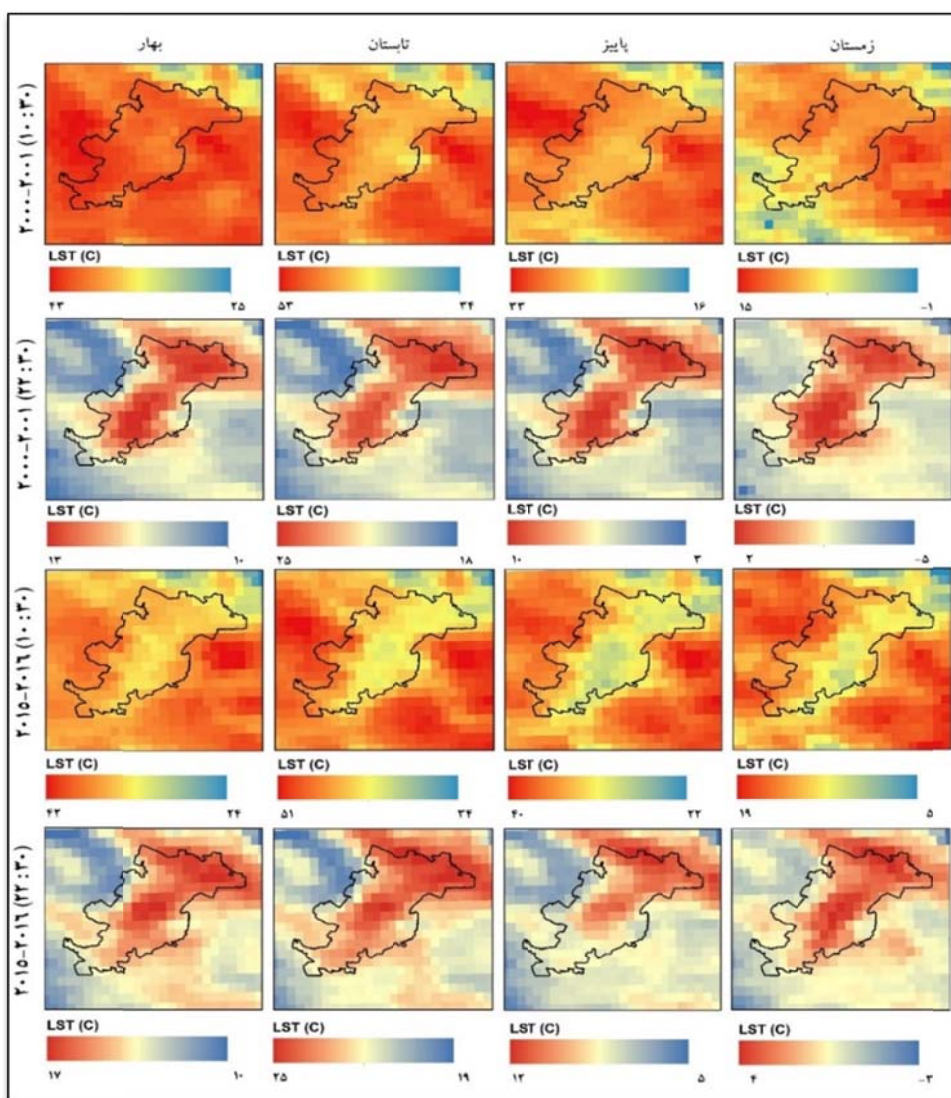 بهار تابستان پاییز زمستان
۲۰۰۰-۲۰۰۱ (۱۰:۳۰)
LST (C) LST (C) LST (C) LST (C)
۴۳ ۲۵ ۵۳ ۳۴ ۳۳ ۱۶ ۱۵ -۱
۲۰۰۰-۲۰۰۱ (۲۲:۳۰)
LST (C) LST (C) LST (C) LST (C)
۱۳ ۱۰ ۲۵ ۱۸ ۱۰ ۳ ۲ -۵
۲۰۱۵-۲۰۱۶ (۱۰:۳۰)
LST (C) LST (C) LST (C) LST (C)
۴۳ ۲۴ ۵۱ ۳۴ ۴۰ ۲۲ ۱۹ ۵
۲۰۱۵-۲۰۱۶ (۲۲:۳۰)
LST (C) LST (C) LST (C) LST (C)
۱۷ ۱۰ ۲۵ ۱۹ ۱۲ ۵ ۴ -۳